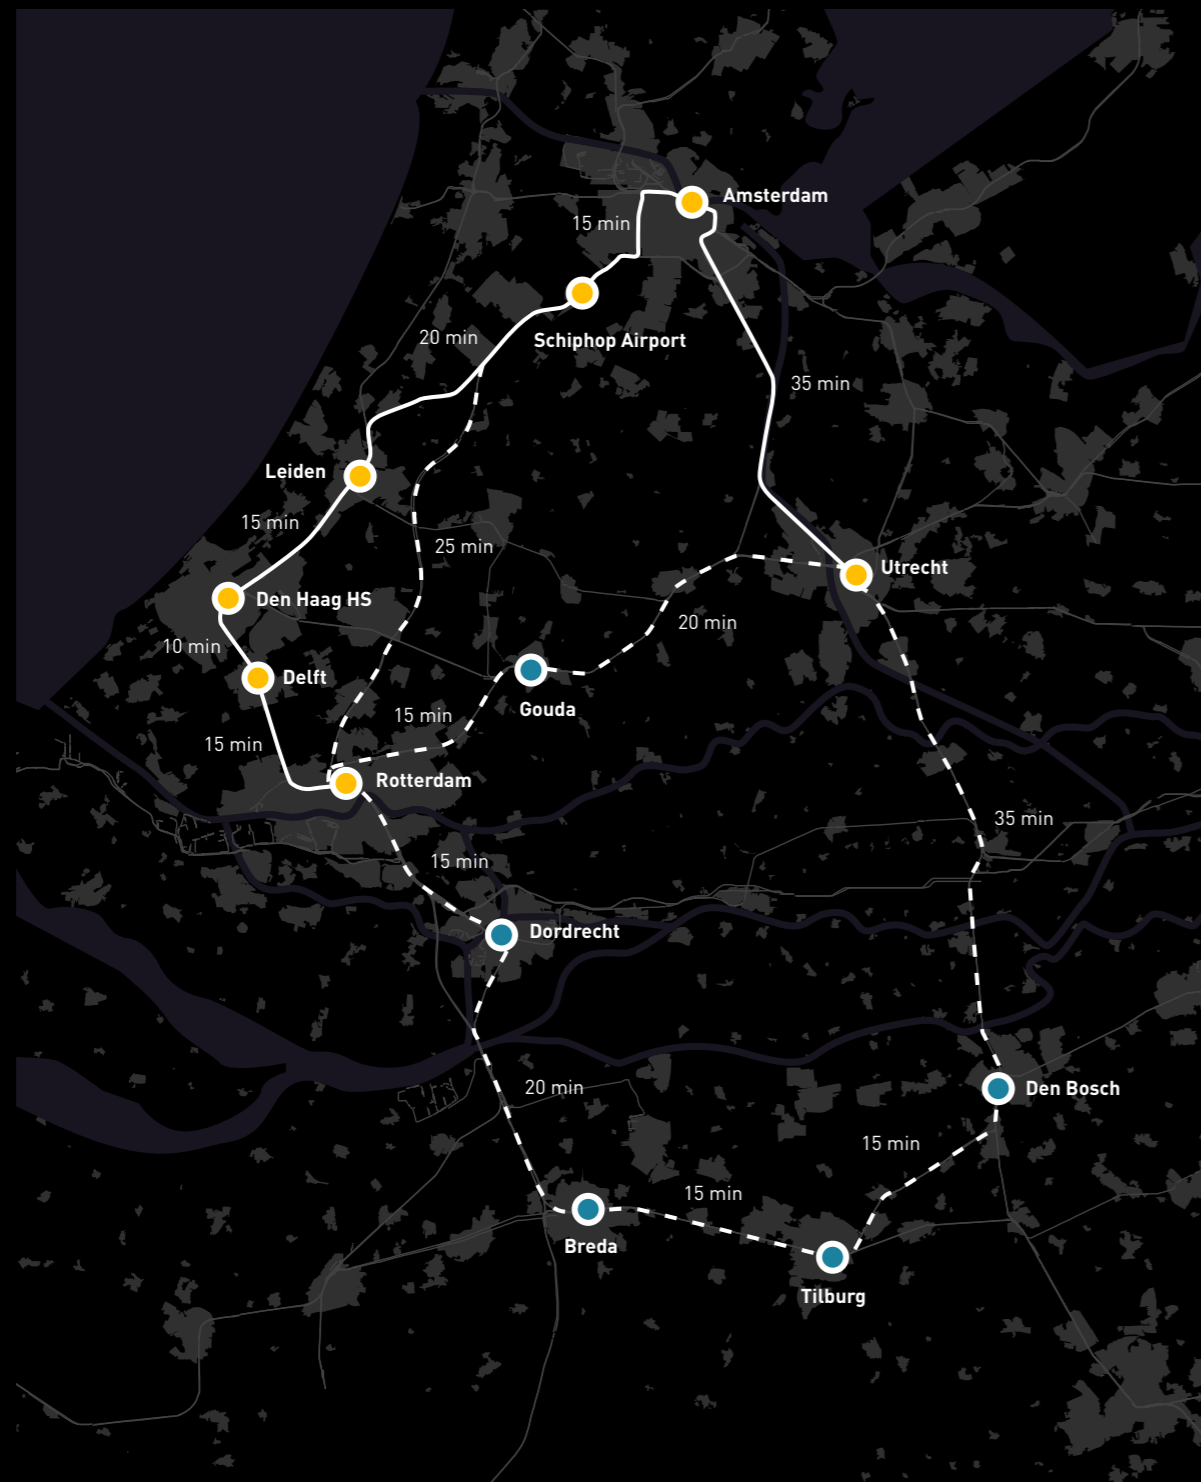 Amsterdam
15 min
Schiphop Airport
20 min
35 min
Leiden
15 min
25 min
Utrecht
Den Haag HS
20 min
10 min
Delft
Gouda
15 min
15 min
Rotterdam
35 min
15 min
Dordrecht
20 min
Den Bosch
15 min
15 min
Breda
Tilburg